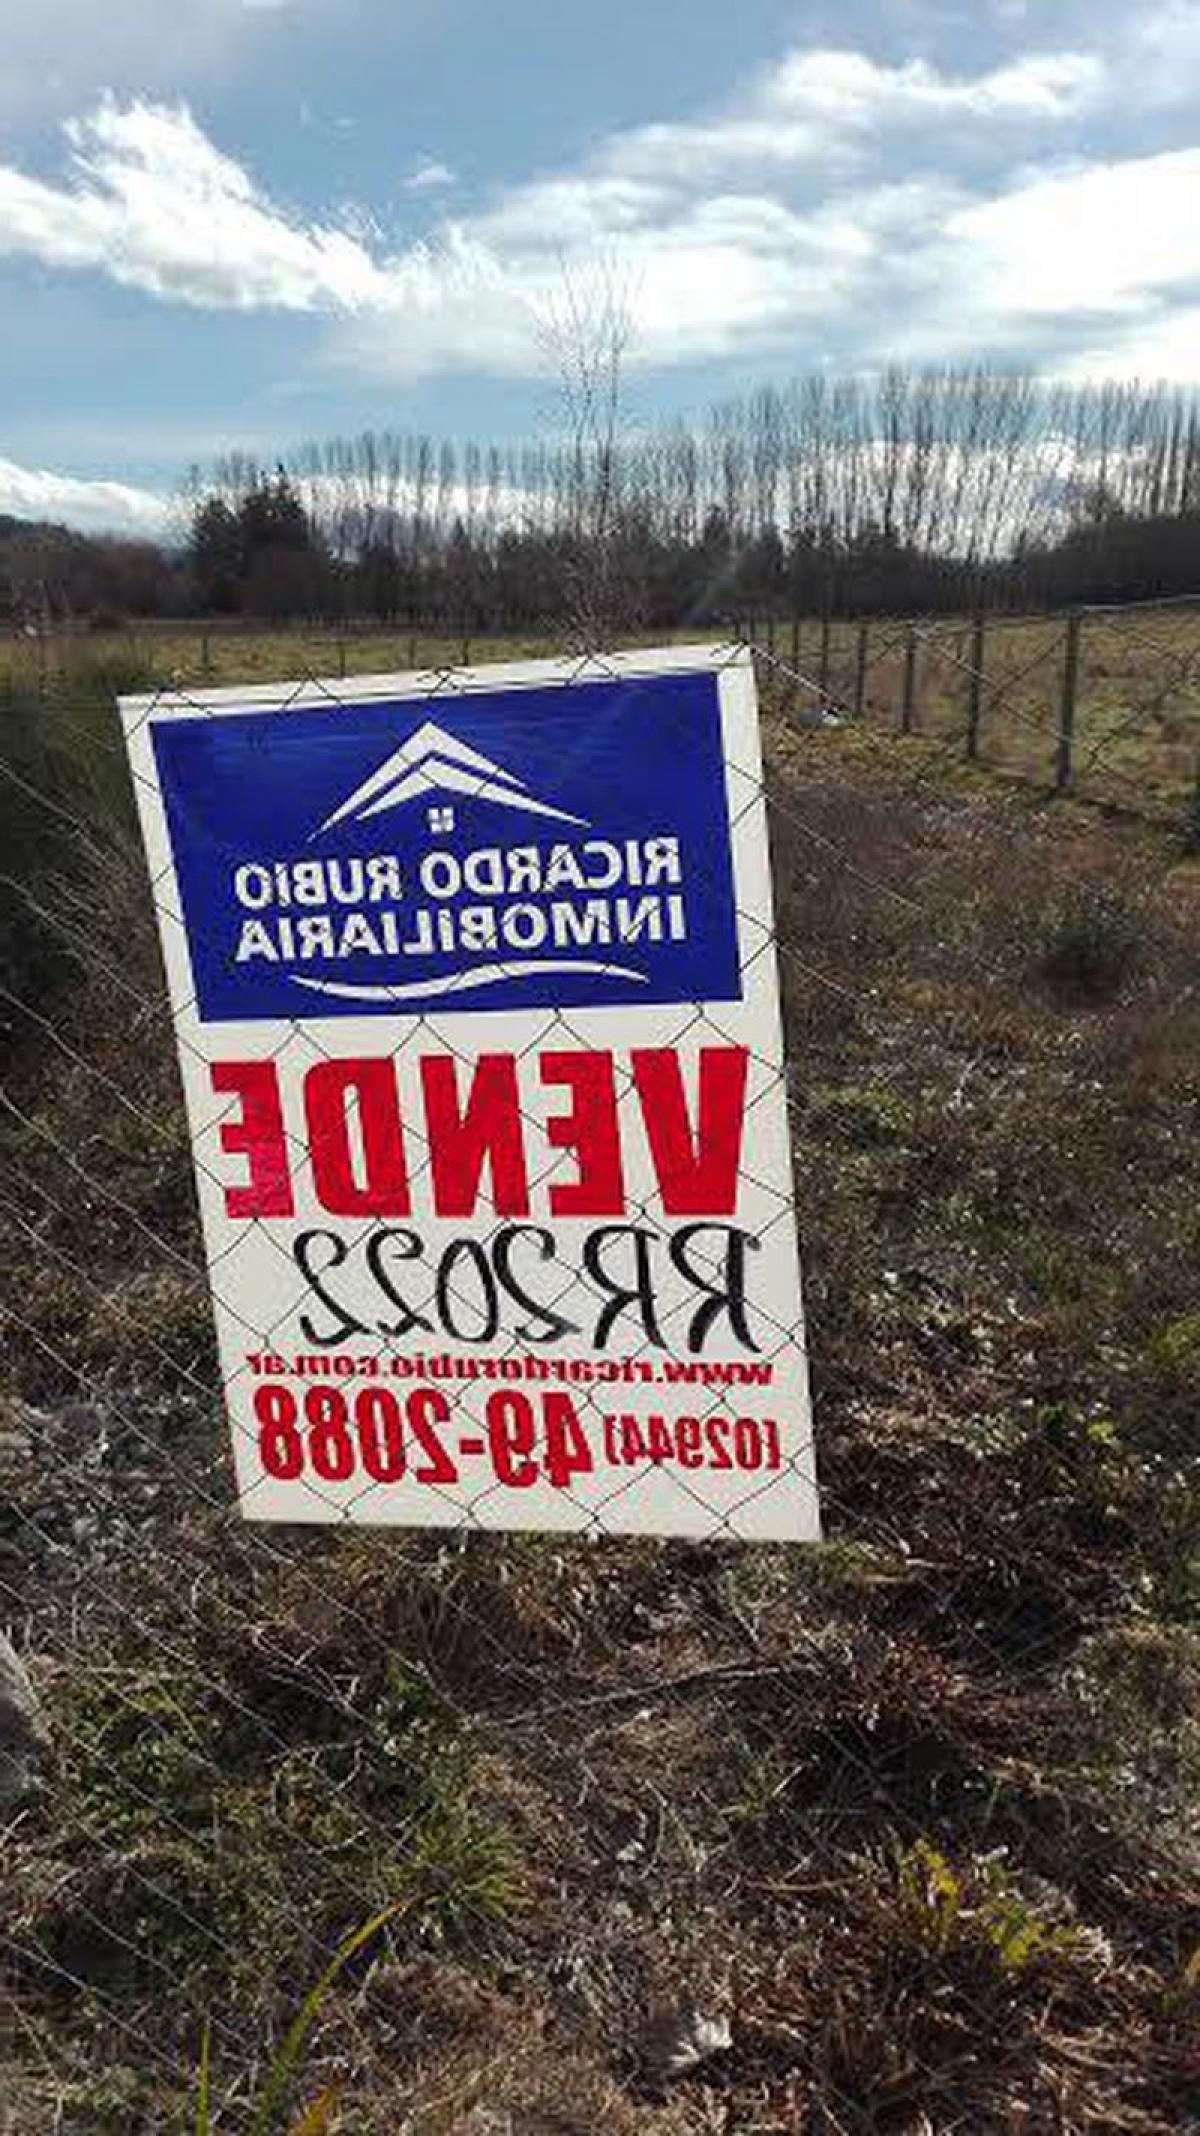 RICARDO RUBIO
INMOBILIARIA
VENDE
RR2022
www.ricardorubio.com.ar
(02944) 49-2088